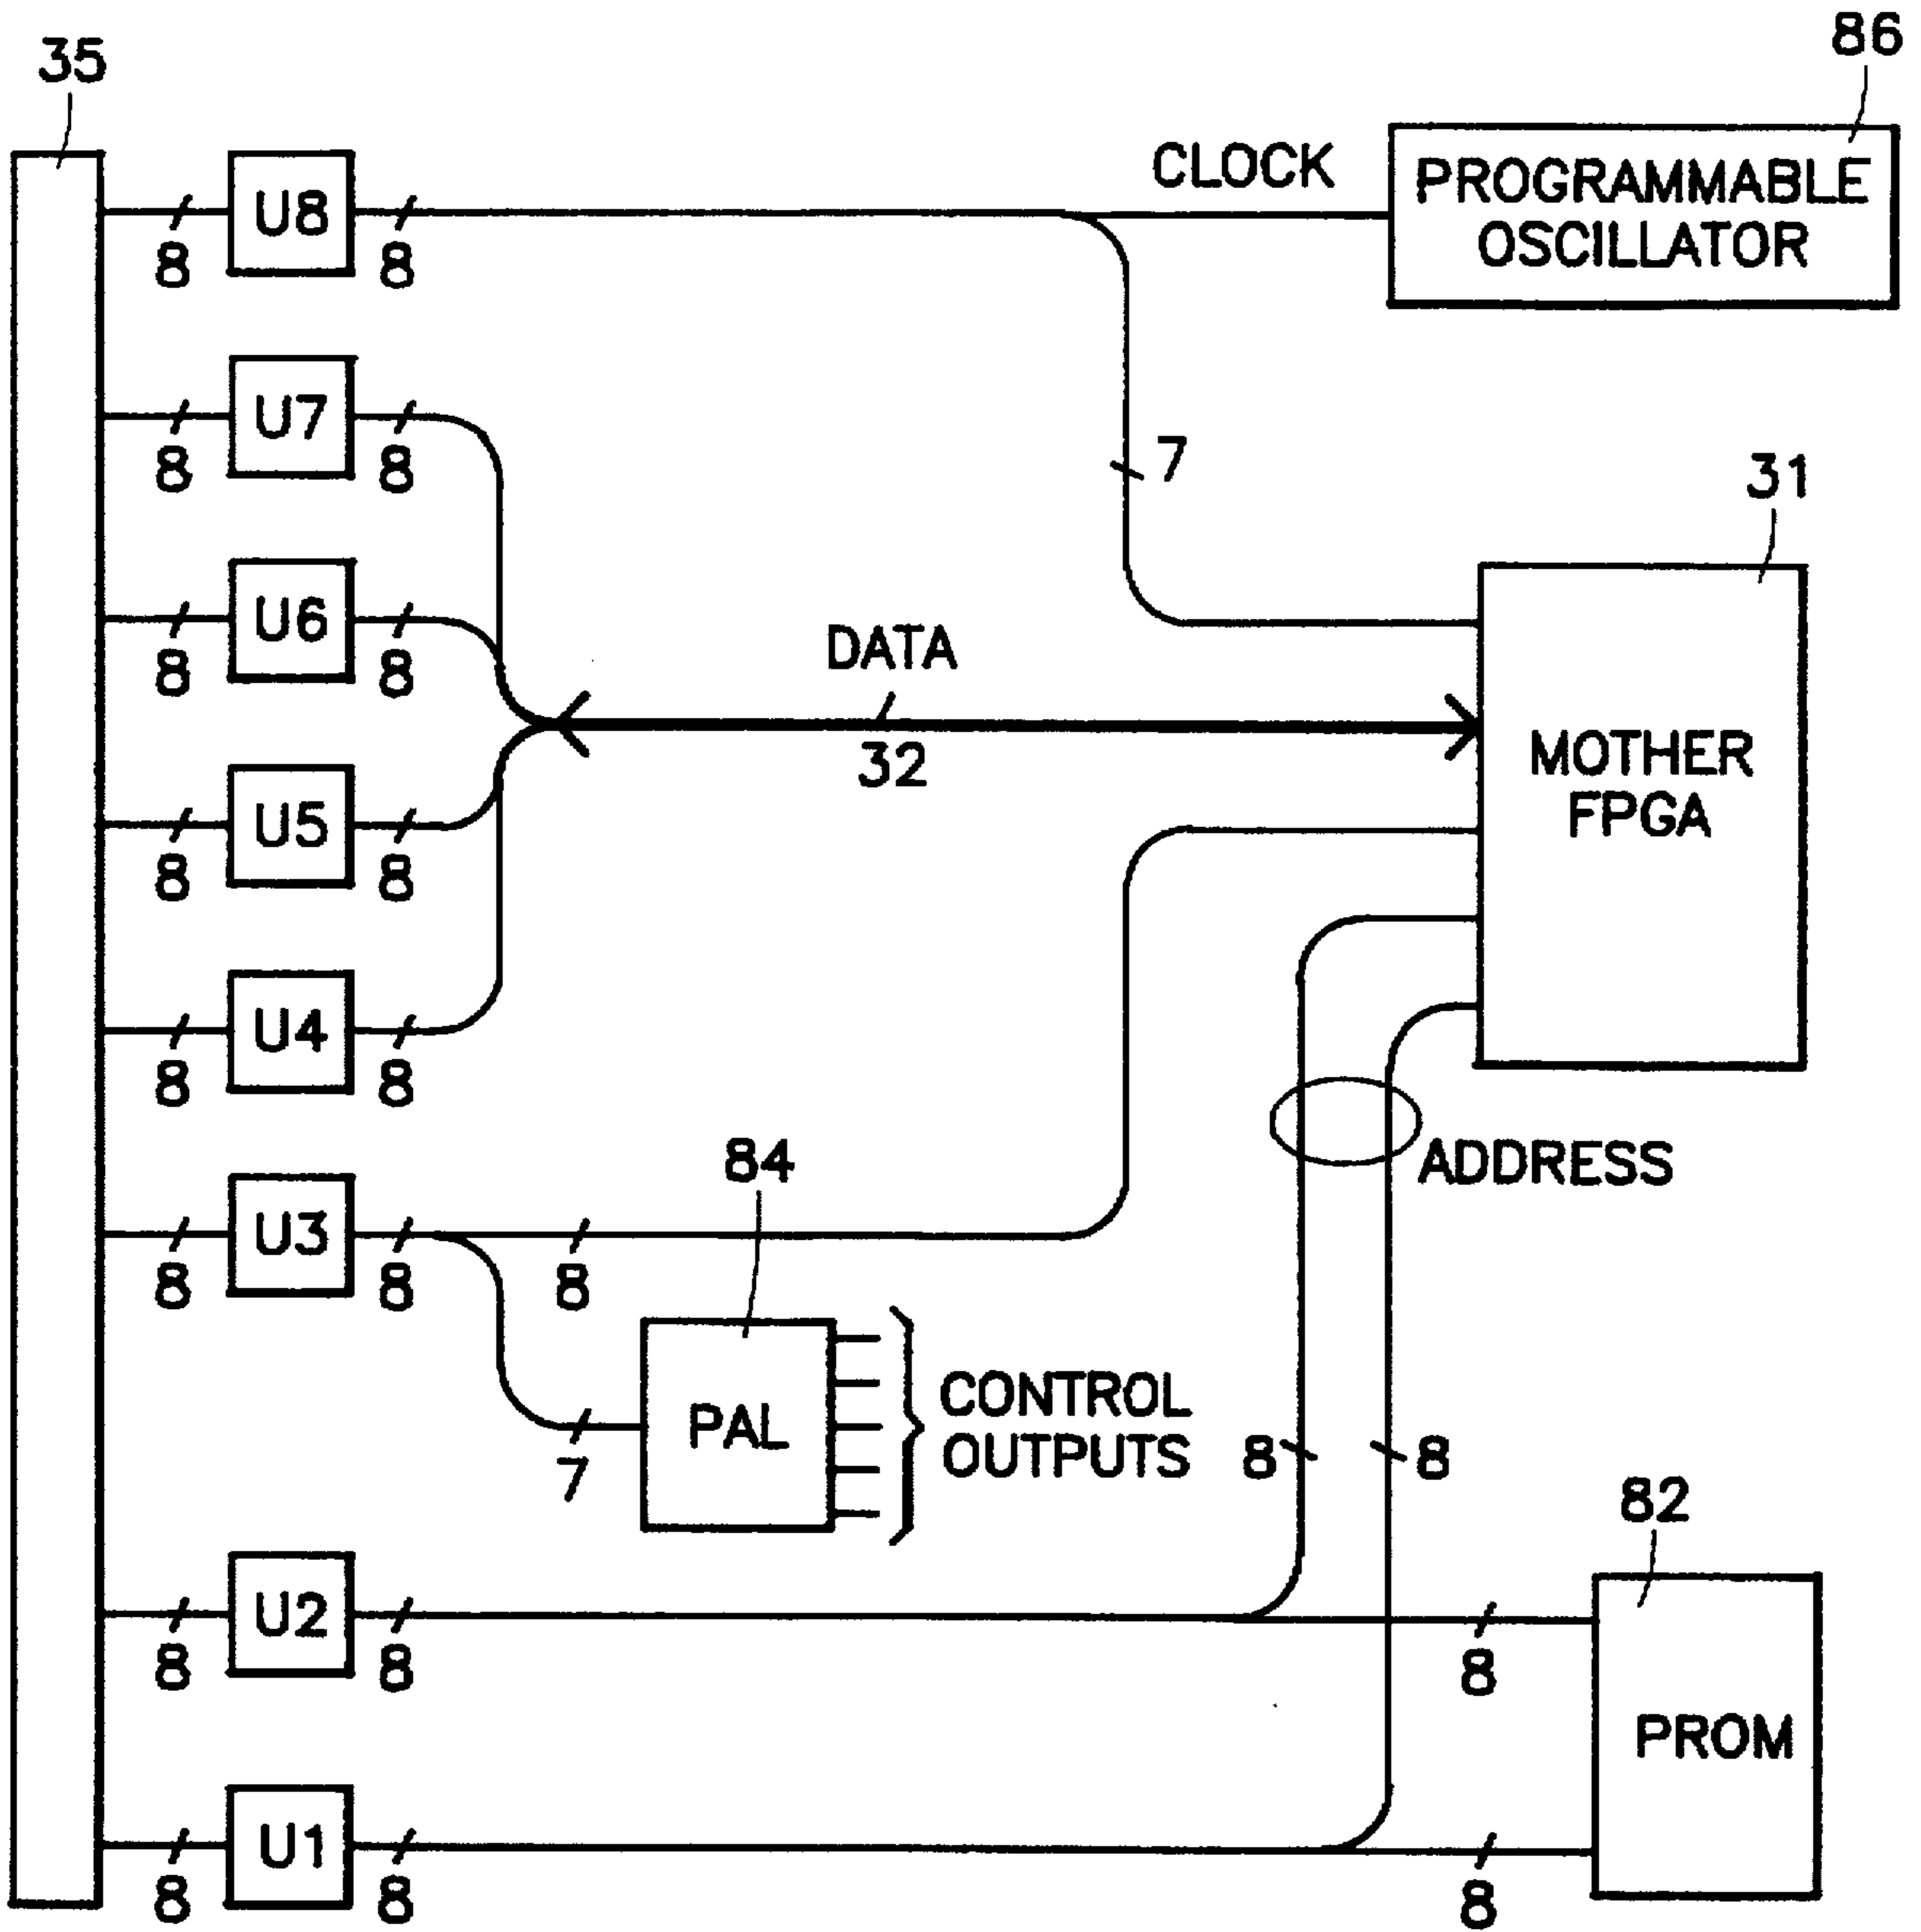 35
86
CLOCK
PROGRAMMABLE
OSCILLATOR
U8
8
8
U7
8
8
7
31
U6
8
8
DATA
32
MOTHER
FPGA
U5
8
8
U4
8
8
84
ADDRESS
U3
8
8
8
PAL
7
CONTROL
OUTPUTS
8
8
82
U2
8
8
8
PROM
U1
8
8
8